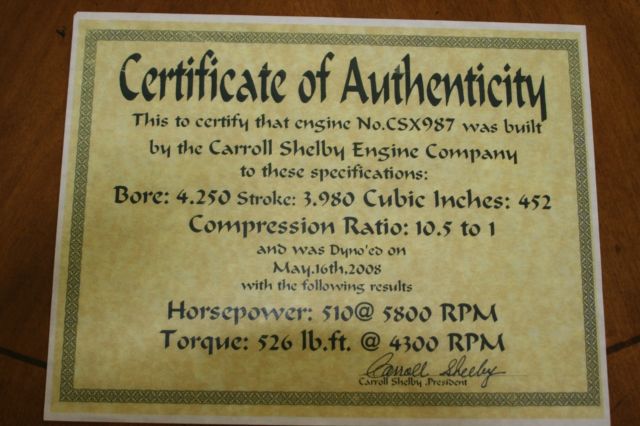 Certificate of Authenticity
This to certify that engine No.CSX987 was built
by the Carroll Shelby Engine Company
to these specifications:
Bore: 4.250 Stroke: 3.980 Cubic Inches: 452
Compression Ratio: 10.5 to 1
and was Dyno'ed on
May.16th.2008
with the following results
Horsepower: 510@ 5800 RPM
Torque: 526 lb.ft. @ 4300 RPM
Carroll Shelby
Carroll Shelby .President